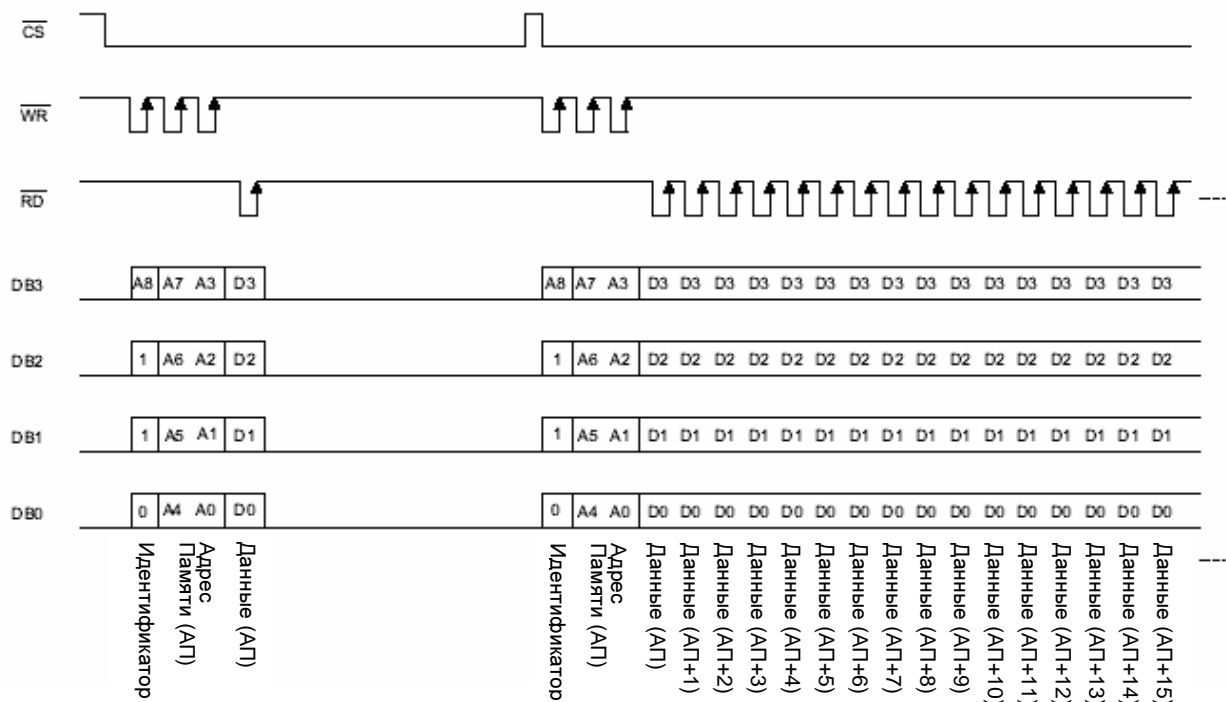 CS
WR
RD
DB3 A8 A7 A3 D3 A8 A7 A3 D3 D3 D3 D3 D3 D3 D3 D3 D3 D3 D3 D3 D3 D3 D3 D3
DB2 1 A6 A2 D2 1 A6 A2 D2 D2 D2 D2 D2 D2 D2 D2 D2 D2 D2 D2 D2 D2 D2 D2
DB1 1 A5 A1 D1 1 A5 A1 D1 D1 D1 D1 D1 D1 D1 D1 D1 D1 D1 D1 D1 D1 D1 D1
DB0 0 A4 A0 D0 0 A4 A0 D0 D0 D0 D0 D0 D0 D0 D0 D0 D0 D0 D0 D0 D0 D0 D0
Идентификатор
Адрес
Памяти (АП)
Данные (АП)
Идентификатор
Адрес
Памяти (АП)
Данные (АП)
Данные (АП+1)
Данные (АП+2)
Данные (АП+3)
Данные (АП+4)
Данные (АП+5)
Данные (АП+6)
Данные (АП+7)
Данные (АП+8)
Данные (АП+9)
Данные (АП+10)
Данные (АП+11)
Данные (АП+12)
Данные (АП+13)
Данные (АП+14)
Данные (АП+15)